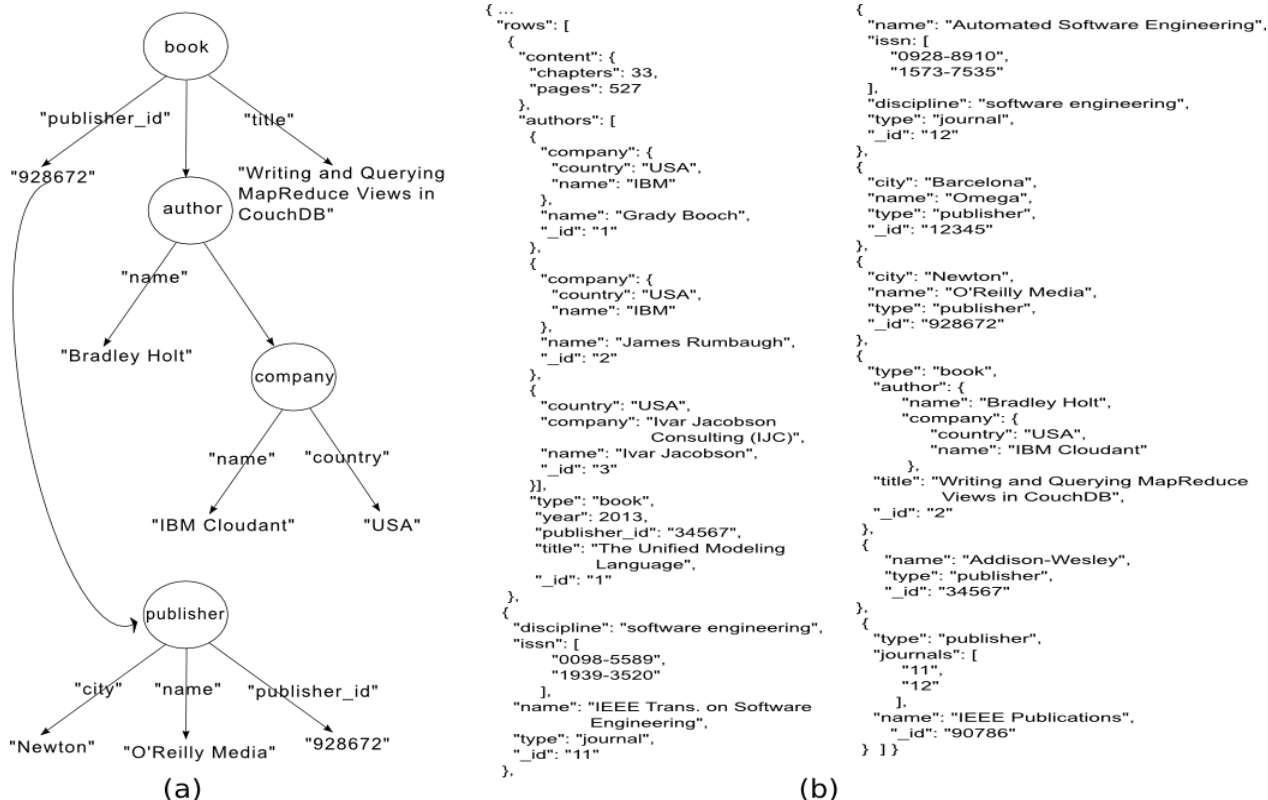 book
"publisher_id"
"title"
"928672"
"Writing and Querying
MapReduce Views in
CouchDB"
author
"name"
"Bradley Holt"
company
"name"
"country"
"IBM Cloudant"
"USA"
publisher
"city"
"name"
"publisher_id"
"Newton"
"O'Reilly Media"
"928672"
(a)
{ ...
"rows": [
{
"content": {
"chapters": 33,
"pages": 527
},
"authors": [
{
"company": {
"country": "USA",
"name": "IBM"
},
"name": "Grady Booch",
"_id": "1"
},
{
"company": {
"country": "USA",
"name": "IBM"
},
"name": "James Rumbaugh",
"_id": "2"
},
{
"country": "USA",
"company": "Ivar Jacobson
Consulting (IJC)",
"name": "Ivar Jacobson",
"_id": "3"
}],
"type": "book",
"year": 2013,
"publisher_id": "34567",
"title": "The Unified Modeling
Language",
"_id": "1"
},
{
"discipline": "software engineering",
"issn": [
"0098-5589",
"1939-3520"
],
"name": "IEEE Trans. on Software
Engineering",
"type": "journal",
"_id": "11"
},
{
"name": "Automated Software Engineering",
"issn: [
"0928-8910",
"1573-7535"
],
"discipline": "software engineering",
"type": "journal",
"_id": "12"
},
{
"city": "Barcelona",
"name": "Omega",
"type": "publisher",
"_id": "12345"
},
{
"city": "Newton",
"name": "O'Reilly Media",
"type": "publisher",
"_id": "928672"
},
{
"type": "book",
"author": {
"name": "Bradley Holt",
"company": {
"country": "USA",
"name": "IBM Cloudant"
},
"title": "Writing and Querying MapReduce
Views in CouchDB",
"_id": "2"
},
{
"name": "Addison-Wesley",
"type": "publisher",
"_id": "34567"
},
{
"type": "publisher",
"journals": [
"11",
"12"
],
"name": "IEEE Publications",
"_id": "90786"
} ] }
(b)